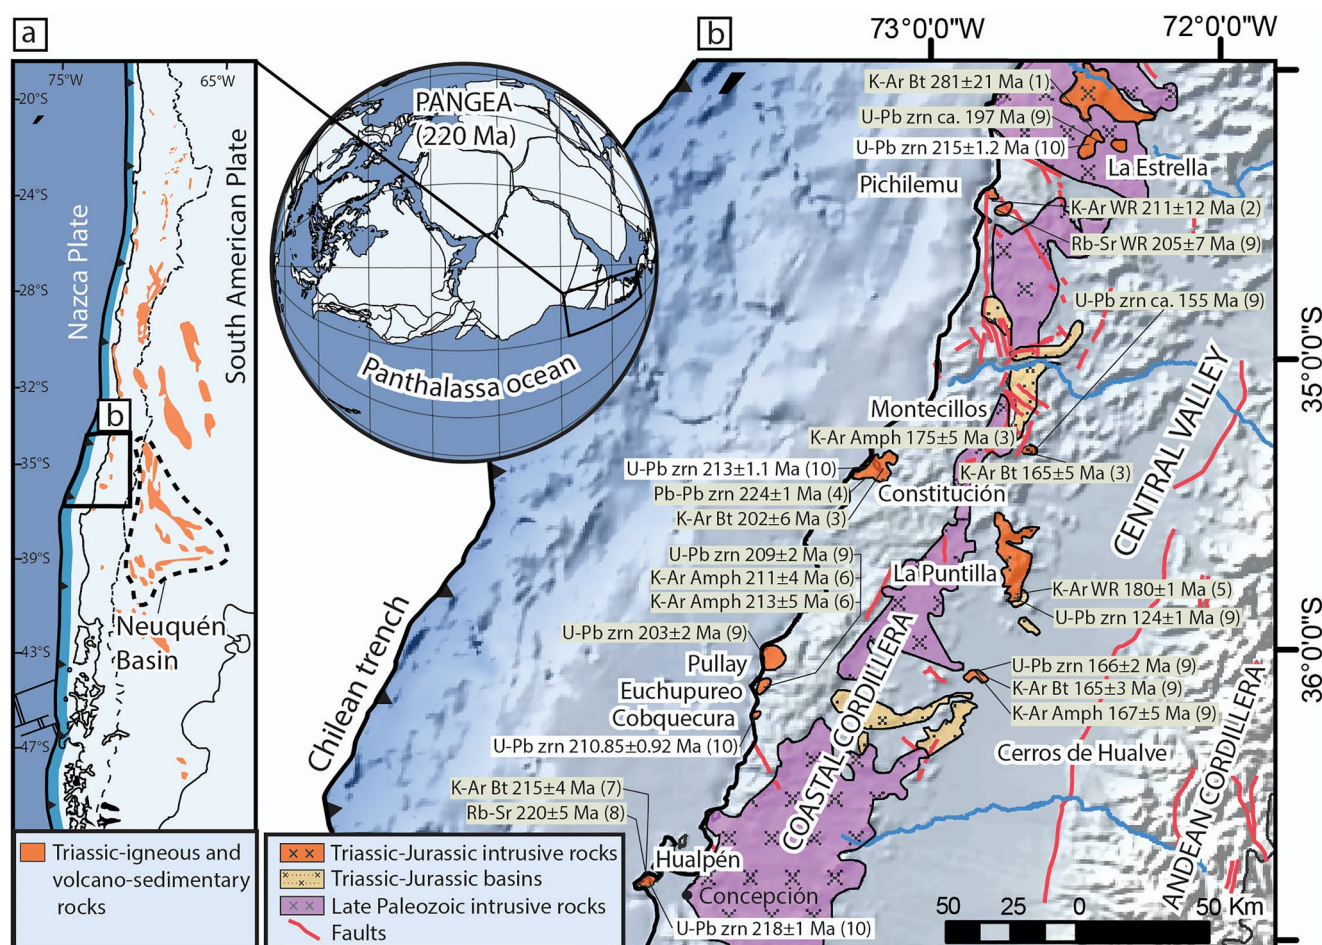 a
75°W
65°W
20°S
24°S
28°S
32°S
35°S
39°S
43°S
47°S
Nazca Plate
South American Plate
b
Neuquén
Basin
Triassic-igneous and
volcano-sedimentary
rocks
PANGEA
(220 Ma)
Panthalassa ocean
b
73°0'0"W
72°0'0"W
35°0'0"S
36°0'0"S
K-Ar Bt 281±21 Ma (1)
U-Pb zrn ca. 197 Ma (9)
U-Pb zrn 215±1.2 Ma (10)
La Estrella
Pichilemu
K-Ar WR 211±12 Ma (2)
Rb-Sr WR 205±7 Ma (9)
U-Pb zrn ca. 155 Ma (9)
Montecillos
K-Ar Amph 175±5 Ma (3)
U-Pb zrn 213±1.1 Ma (10)
K-Ar Bt 165±5 Ma (3)
Pb-Pb zrn 224±1 Ma (4)
Constitución
K-Ar Bt 202±6 Ma (3)
CENTRAL VALLEY
U-Pb zrn 209±2 Ma (9)
K-Ar Amph 211±4 Ma (6)
K-Ar Amph 213±5 Ma (6)
La Puntilla
K-Ar WR 180±1 Ma (5)
U-Pb zrn 124±1 Ma (9)
U-Pb zrn 203±2 Ma (9)
Pullay
Euchupureo
Cobquecura
U-Pb zrn 166±2 Ma (9)
K-Ar Bt 165±3 Ma (9)
K-Ar Amph 167±5 Ma (9)
U-Pb zrn 210.85±0.92 Ma (10)
Cerros de Hualve
Chilean trench
COASTAL CORDILLERA
ANDEAN CORDILLERA
K-Ar Bt 215±4 Ma (7)
Rb-Sr 220±5 Ma (8)
Hualpén
Concepción
U-Pb zrn 218±1 Ma (10)
50 25 0 50 Km
Triassic-Jurassic intrusive rocks
Triassic-Jurassic basins
Late Paleozoic intrusive rocks
Faults